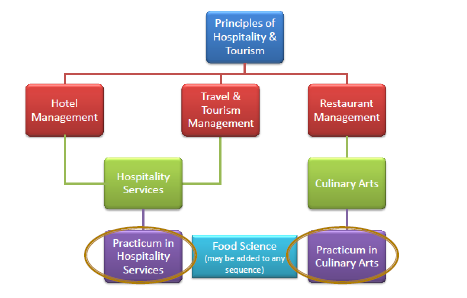 Principles of
Hospitality &
Tourism
Hotel
Management
Travel &
Tourism
Management
Restaurant
Management
Hospitality
Services
Culinary Arts
Practicum in
Hospitality
Services
Food Science
(may be added to any
sequence)
Practicum in
Culinary Arts